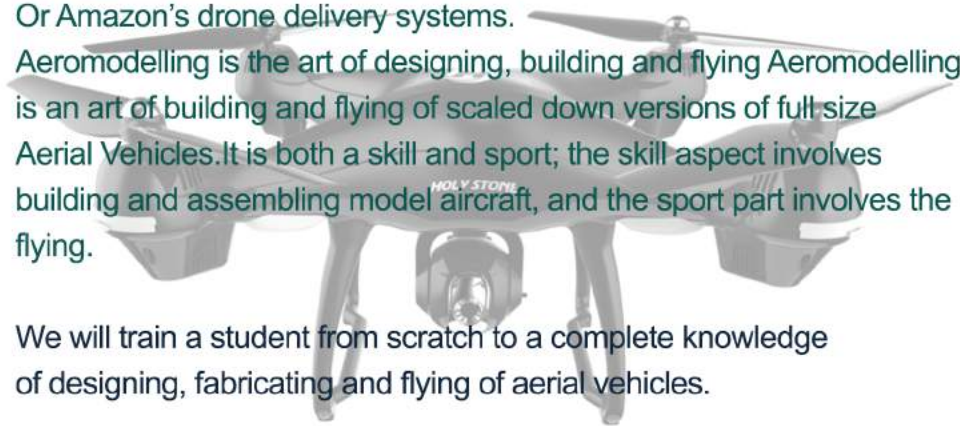 Or Amazon's drone delivery systems.
Aeromodelling is the art of designing, building and flying Aeromodelling
is an art of building and flying of scaled down versions of full size
Aerial Vehicles.It is both a skill and sport; the skill aspect involves
HOLY STONE
building and assembling model aircraft, and the sport part involves the
flying.
We will train a student from scratch to a complete knowledge
of designing, fabricating and flying of aerial vehicles.